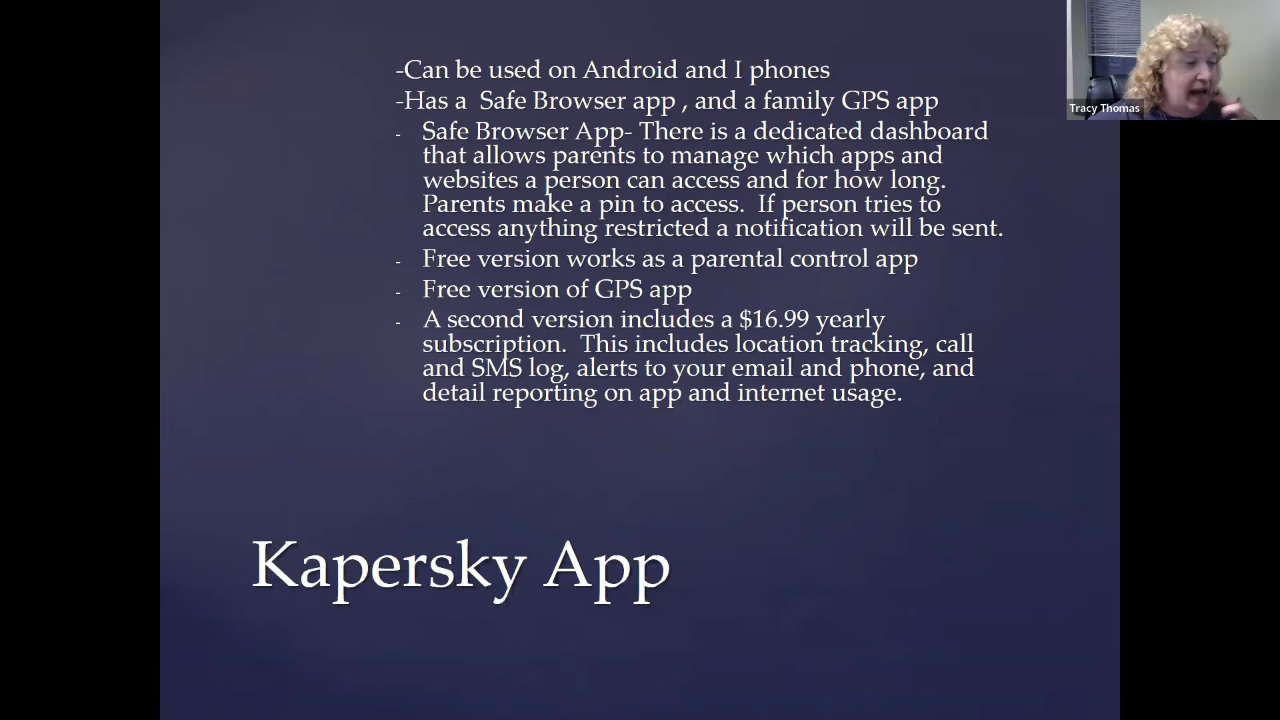 -Can be used on Android and I phones
-Has a  Safe Browser app , and a family GPS app
- Safe Browser App- There is a dedicated dashboard
that allows parents to manage which apps and
websites a person can access and for how long.
Parents make a pin to access.  If person tries to
access anything restricted a notification will be sent.
- Free version works as a parental control app
- Free version of GPS app
- A second version includes a $16.99 yearly
subscription.  This includes location tracking, call
and SMS log, alerts to your email and phone, and
detail reporting on app and internet usage.
Kapersky App
Tracy Thomas